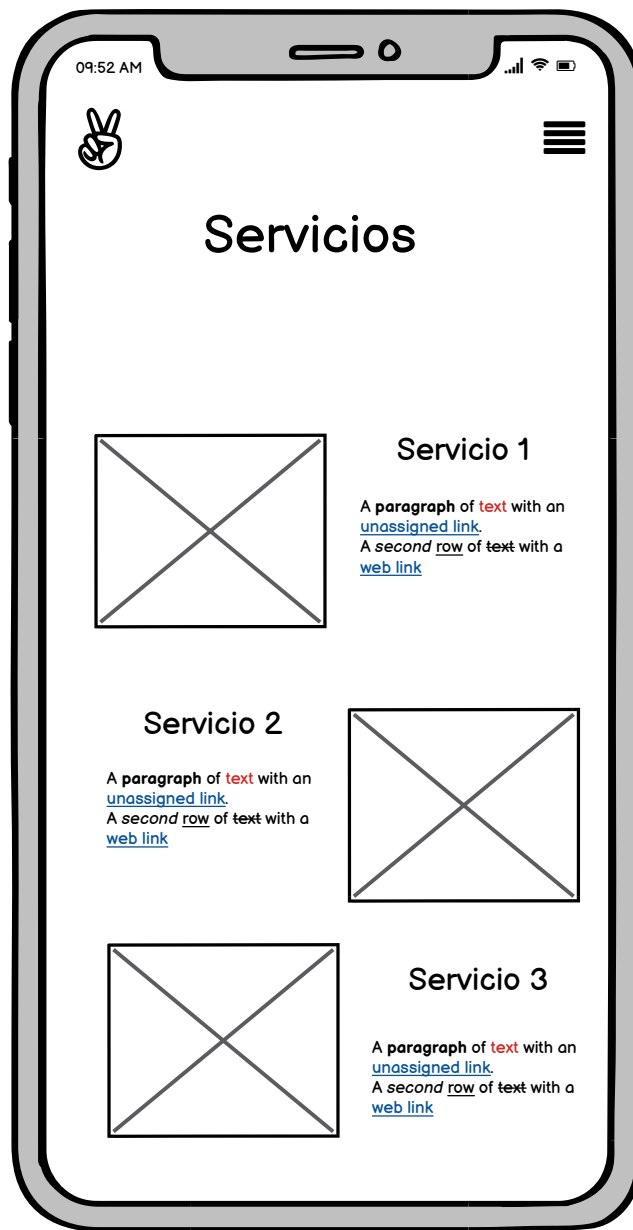 09:52 AM
Servicios
Servicio 1
A paragraph of text with an
unassigned link.
A second row of text with a
web link
Servicio 2
A paragraph of text with an
unassigned link.
A second row of text with a
web link
Servicio 3
A paragraph of text with an
unassigned link.
A second row of text with a
web link